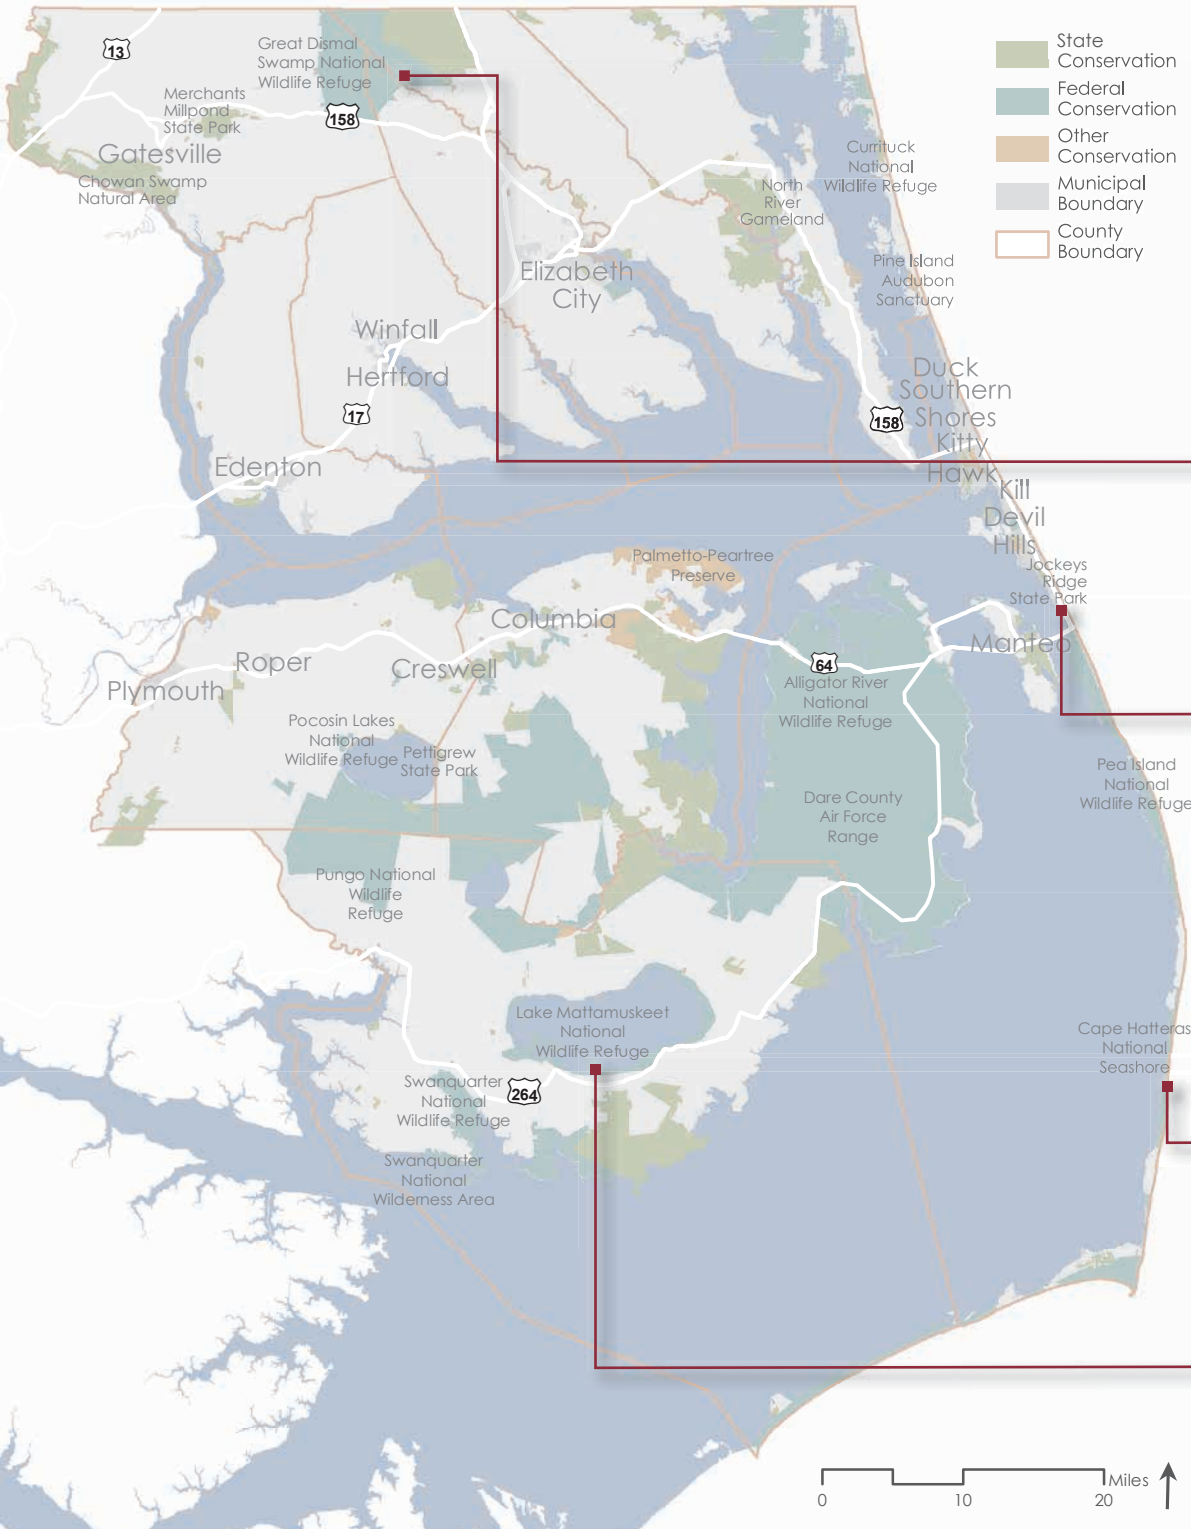 13
Great Dismal
Swamp National
Wildlife Refuge
State
Conservation
Federal
Conservation
Other
Conservation
Municipal
Boundary
County
Boundary
Merchants
Millpond
State Park
158
Gatesville
Chowan Swamp
Natural Area
Currituck
National
Wildlife Refuge
North
River
Gameland
Pine Island
Audubon
Sanctuary
Elizabeth
City
Winfall
Hertford
17
Edenton
Duck
Southern
Shores
158
Kitty
Hawk
Kill
Devil
Hills
Jockeys
Ridge
State Park
Palmetto-Peartree
Preserve
Columbia
Manteo
Roper
Creswell
Plymouth
64
Alligator River
National
Wildlife Refuge
Pocosin Lakes
National
Wildlife Refuge
Pettigrew
State Park
Pea Island
National
Wildlife Refuge
Dare County
Air Force
Range
Pungo National
Wildlife
Refuge
Lake Mattamuskeet
National
Wildlife Refuge
Cape Hatteras
National
Seashore
Swanquarter
National
Wildlife Refuge
264
Swanquarter
National
Wilderness Area
Miles
0 10 20